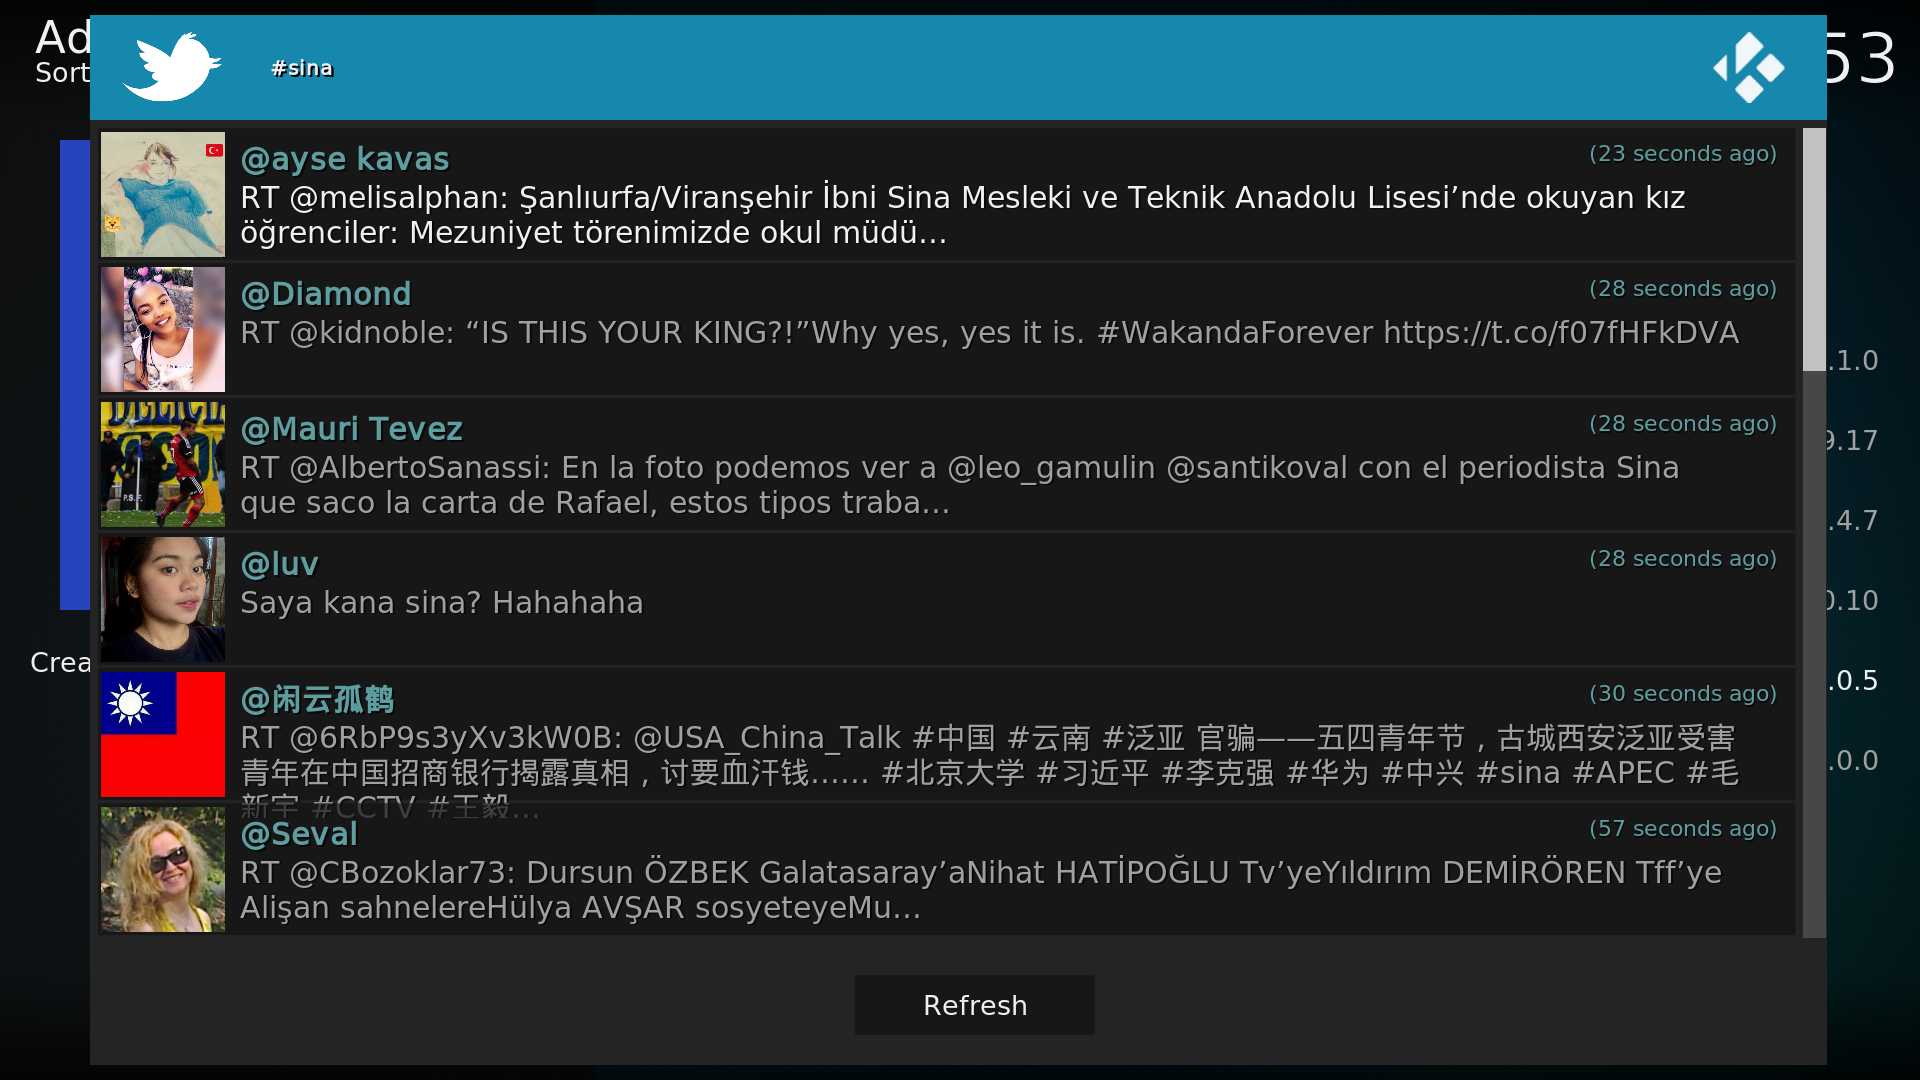 Ad
Sort
#sina
53
@ayse kavas
(23 seconds ago)
RT @melisalphan: Şanlıurfa/Viranşehir İbni Sina Mesleki ve Teknik Anadolu Lisesi’nde okuyan kız
öğrenciler: Mezuniyet törenimizde okul müdü…
@Diamond
(28 seconds ago)
RT @kidnoble: “IS THIS YOUR KING?!”Why yes, yes it is. #WakandaForever https://t.co/f07fHFkDVA
.1.0
@Mauri Tevez
(28 seconds ago)
RT @AlbertoSanassi: En la foto podemos ver a @leo_gamulin @santikoval con el periodista Sina
que saco la carta de Rafael, estos tipos traba…
9.17
.4.7
@luv
(28 seconds ago)
Saya kana sina? Hahahaha
0.10
Crea
@闲云孤鹤
(30 seconds ago)
.0.5
RT @6RbP9s3yXv3kW0B: @USA_China_Talk #中国 #云南 #泛亚 官骗——五四青年节，古城西安泛亚受害
青年在中国招商银行揭露真相，讨要血汗钱…… #北京大学 #习近平 #李克强 #华为 #中兴 #sina #APEC #毛
新宇 #CCTV #王毅…
.0.0
@Seval
(57 seconds ago)
RT @CBozoklar73: Dursun ÖZBEK Galatasaray’aNihat HATİPOĞLU Tv’yeYıldırım DEMİRÖREN Tff’ye
Alişan sahnelereHülya AVŞAR sosyeteyeMu…
Refresh